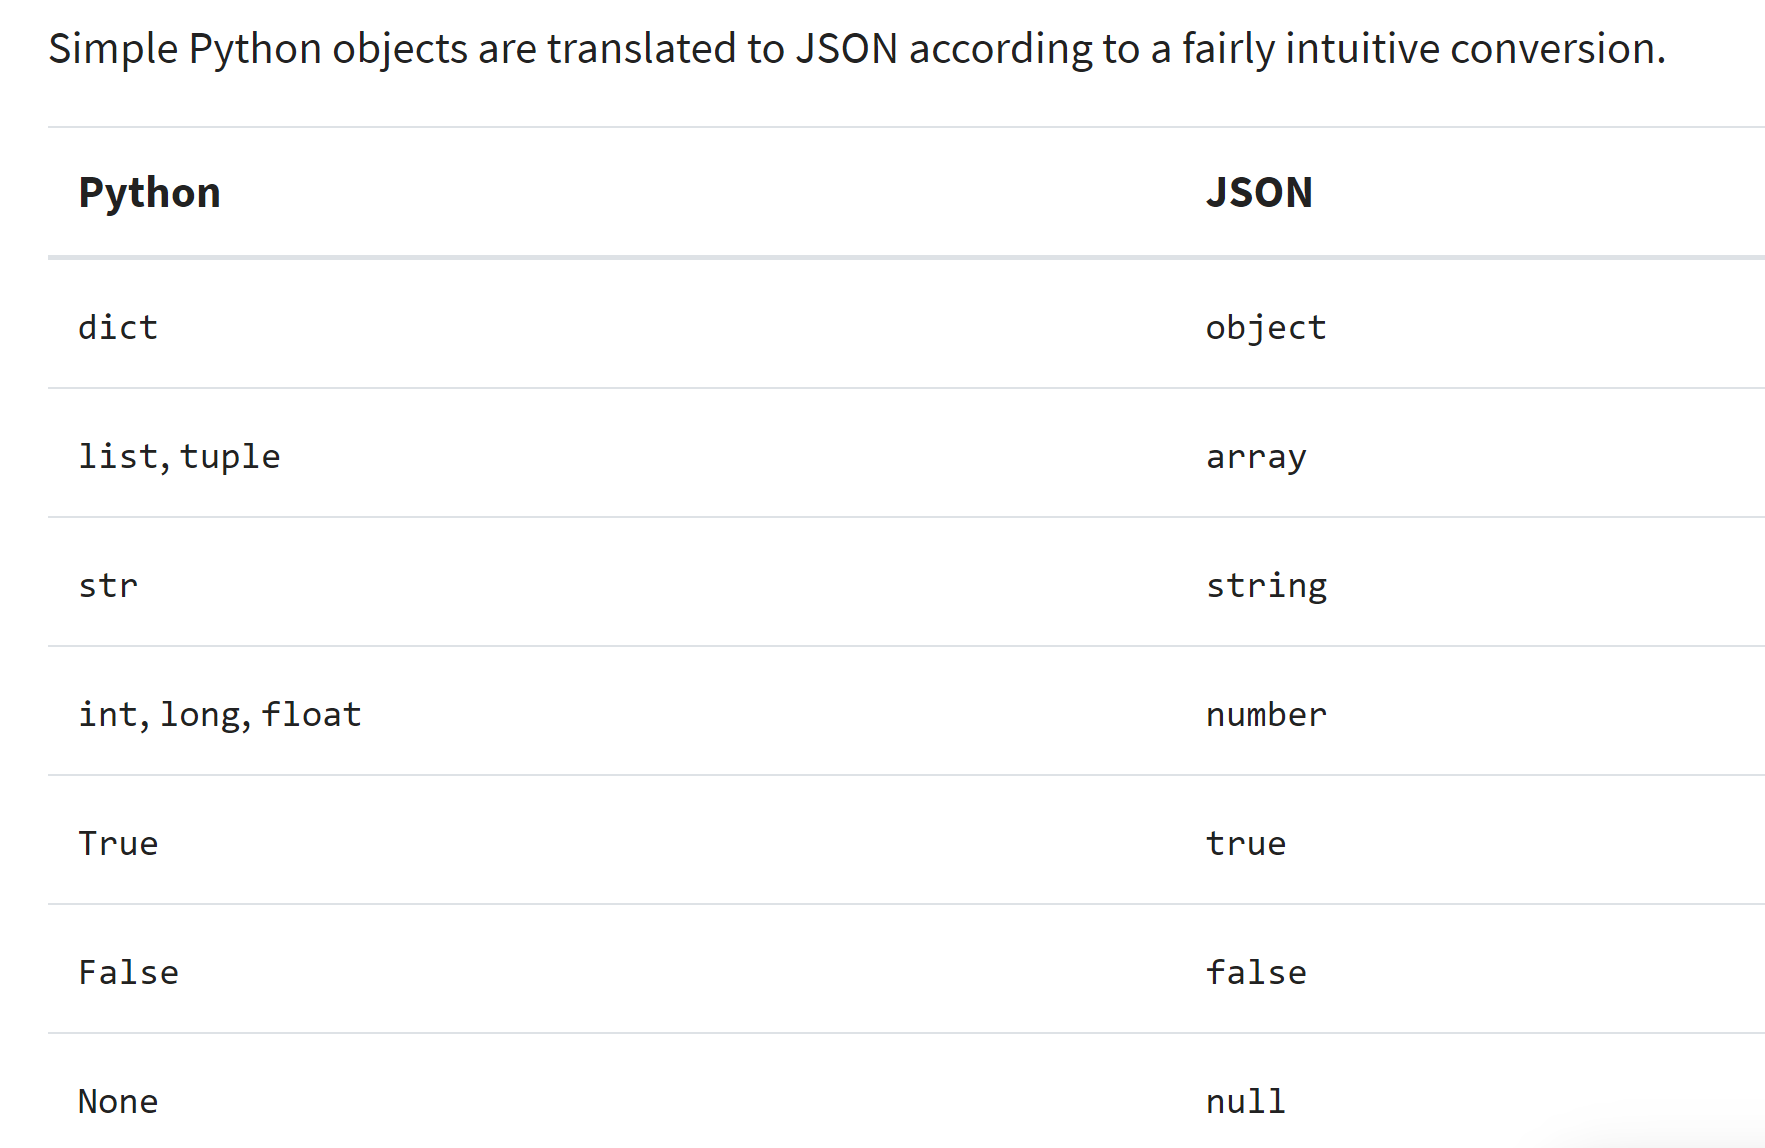 Simple Python objects are translated to JSON according to a fairly intuitive conversion.
Python JSON
dict object
list, tuple array
str string
int, long, float number
True true
False false
None null